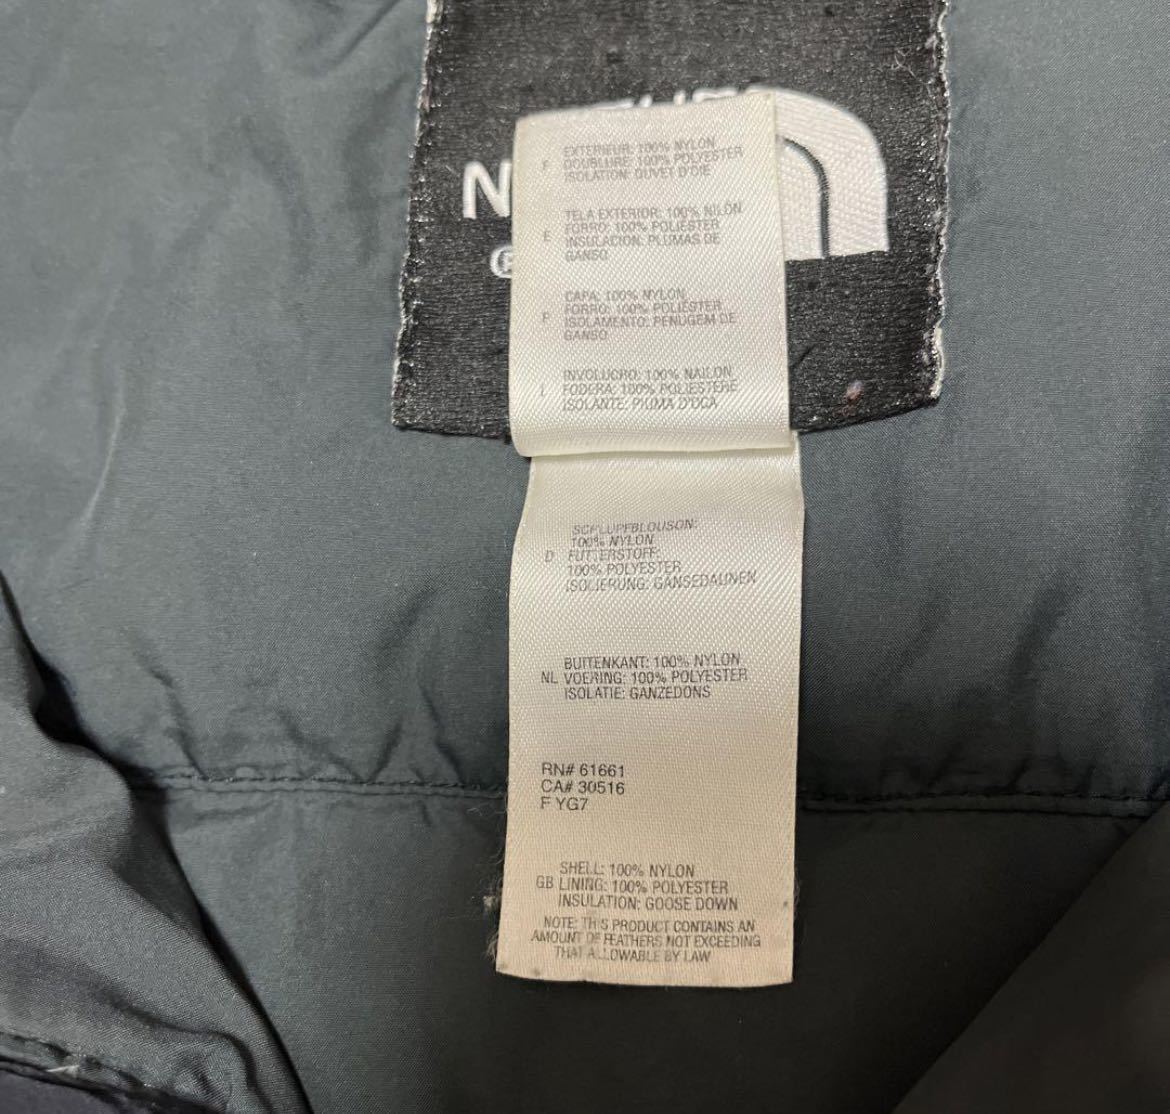 N
F EXTERIEUR: 100% NYLON
DOUBLURE: 100% POLYESTER
ISOLATION: DUVET D'OIE
E TELA EXTERIOR: 100% NILON
FORRO: 100% POLIESTER
INSULACION: PLUMAS DE
GANSO
P CAPA: 100% NYLON
FORRO: 100% POLIÉSTER
ISOLAMENTO: PENUGEM DE
GANSO
I INVOLUCRO: 100% NAILON
FODERA: 100% POLIESTERE
ISOLANTE: PIUMA D'OCA
SCHLUPFBLOUSON:
100% NYLON
D FUTTERSTOFF:
100% POLYESTER
ISOLIERUNG: GÄNSEDAUNEN
BUITENKANT: 100% NYLON
NL VOERING: 100% POLYESTER
ISOLATIE: GANZEDONS
RN# 61661
CA# 30516
F YG7
SHELL: 100% NYLON
GB LINING: 100% POLYESTER
INSULATION: GOOSE DOWN
NOTE: THIS PRODUCT CONTAINS AN
AMOUNT OF FEATHERS NOT EXCEEDING
THAT ALLOWABLE BY LAW